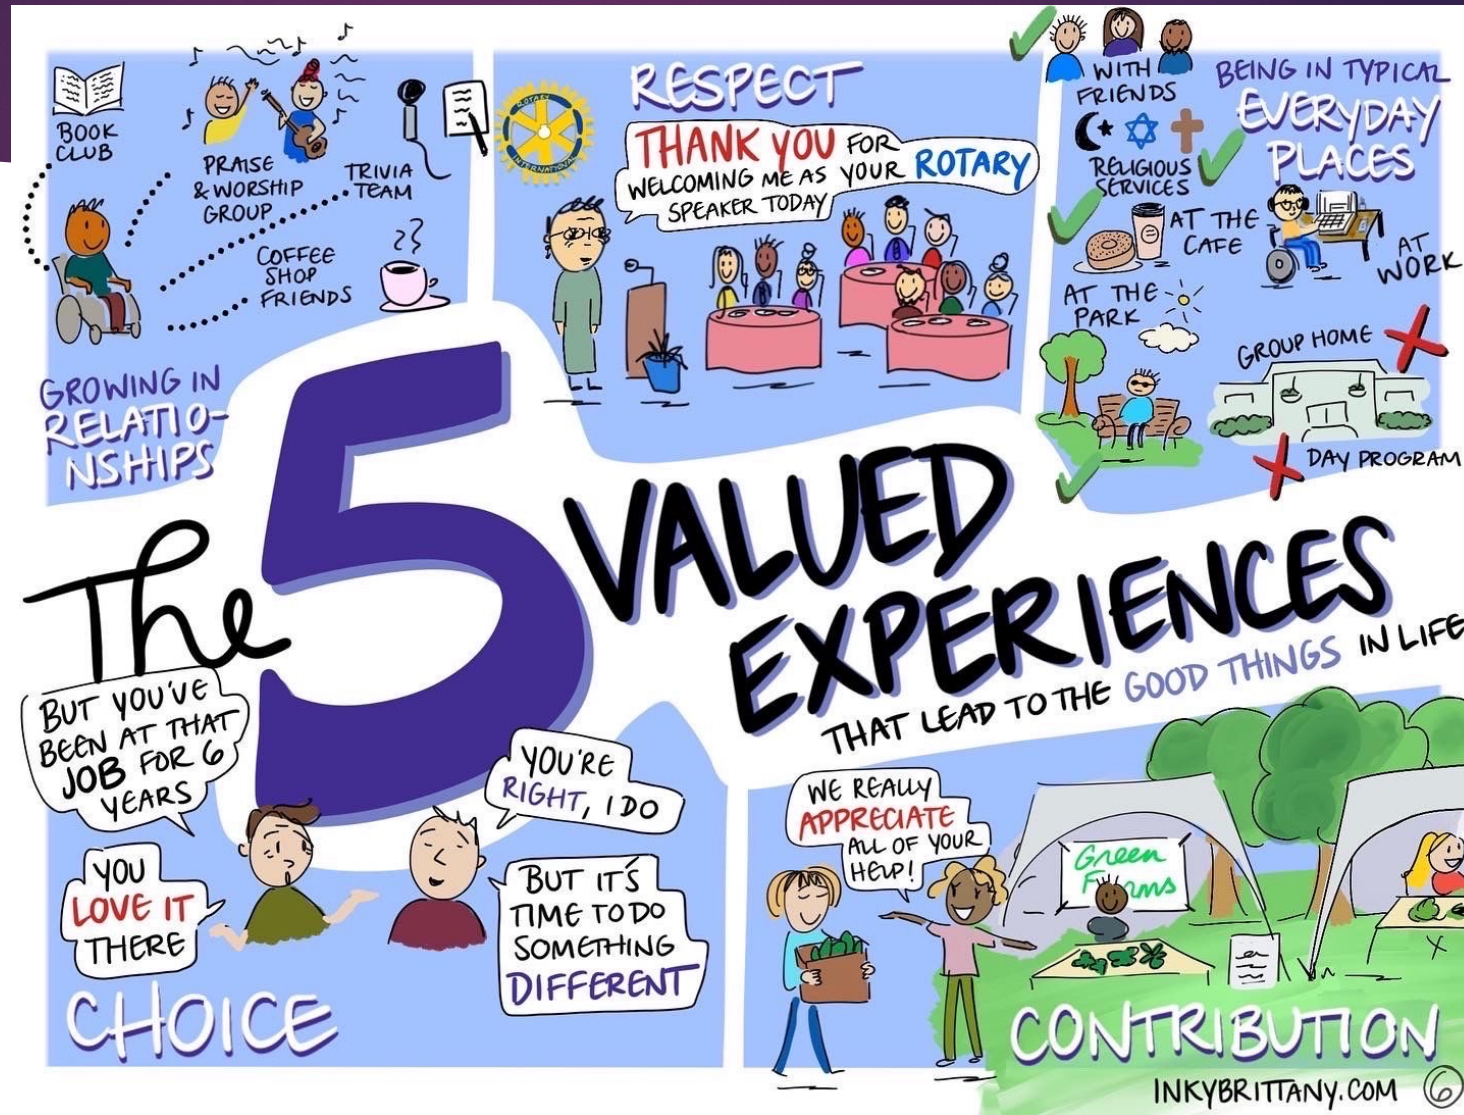 BOOK
CLUB
PRAISE
& WORSHIP
GROUP
TRIVIA
TEAM
COFFEE
SHOP
FRIENDS
GROWING IN
RELATIO-
NSHIPS
ROTARY
INTERNATIONAL
RESPECT
THANK YOU FOR
WELCOMING ME AS YOUR ROTARY
SPEAKER TODAY
WITH
FRIENDS
RELIGIOUS
SERVICES
AT THE
CAFE
AT THE
PARK
BEING IN TYPICAL
EVERYDAY
PLACES
AT
WORK
GROUP HOME
DAY PROGRAM
The 5 VALUED
EXPERIENCES
THAT LEAD TO THE GOOD THINGS IN LIFE
BUT YOU'VE
BEEN AT THAT
JOB FOR 6
YEARS
YOU
LOVE IT
THERE
YOU'RE
RIGHT, I DO
BUT IT'S
TIME TO DO
SOMETHING
DIFFERENT
CHOICE
WE REALLY
APPRECIATE
ALL OF YOUR
HELP!
Green
F rms
CONTRIBUTION
INKYBRITTANY.COM
6